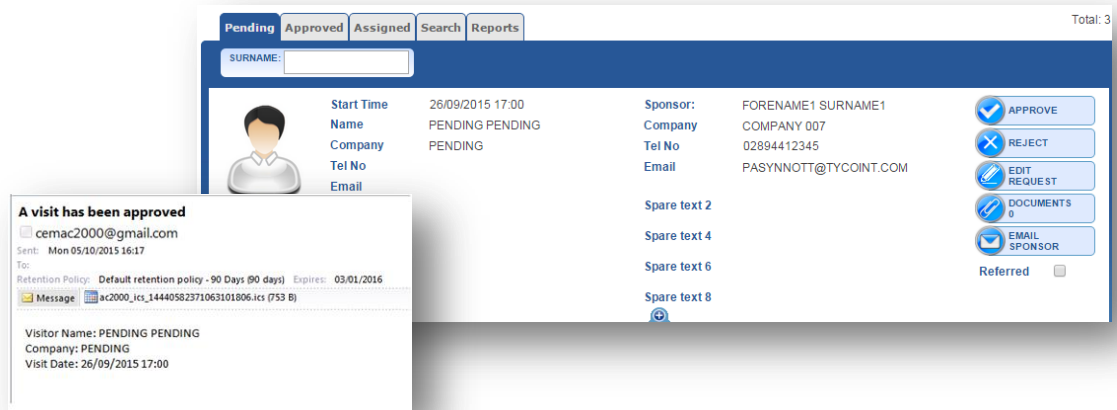 Pending Approved Assigned Search Reports
Total: 3
SURNAME:
Start Time 26/09/2015 17:00
Name PENDING PENDING
Company PENDING
Tel No
Email
Sponsor: FORENAME1 SURNAME1
Company COMPANY 007
Tel No 02894412345
Email PASYNNOTT@TYCOINT.COM
Spare text 2
Spare text 4
Spare text 6
Spare text 8
APPROVE
REJECT
EDIT
REQUEST
DOCUMENTS
0
EMAIL
SPONSOR
Referred
A visit has been approved
cemac2000@gmail.com
Sent: Mon 05/10/2015 16:17
To:
Retention Policy: Default retention policy - 90 Days (90 days) Expires: 03/01/2016
Message ac2000_ics_14440582371063101806.ics (753 B)
Visitor Name: PENDING PENDING
Company: PENDING
Visit Date: 26/09/2015 17:00